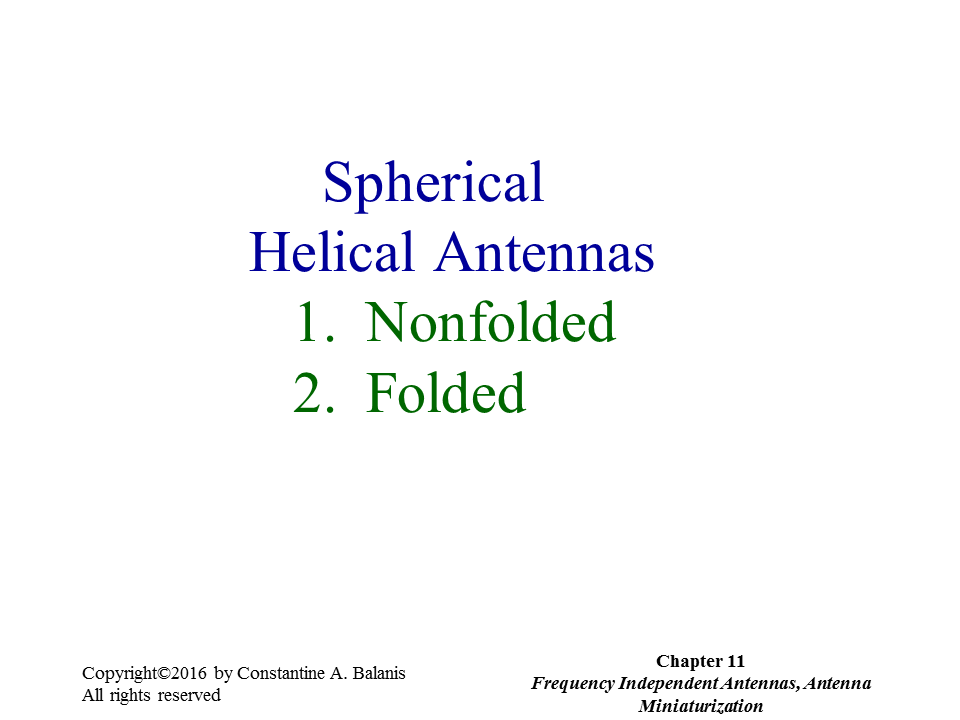 Spherical
Helical Antennas
1. Nonfolded
2. Folded
Copyright©2016 by Constantine A. Balanis
All rights reserved
Chapter 11
Frequency Independent Antennas, Antenna
Miniaturization